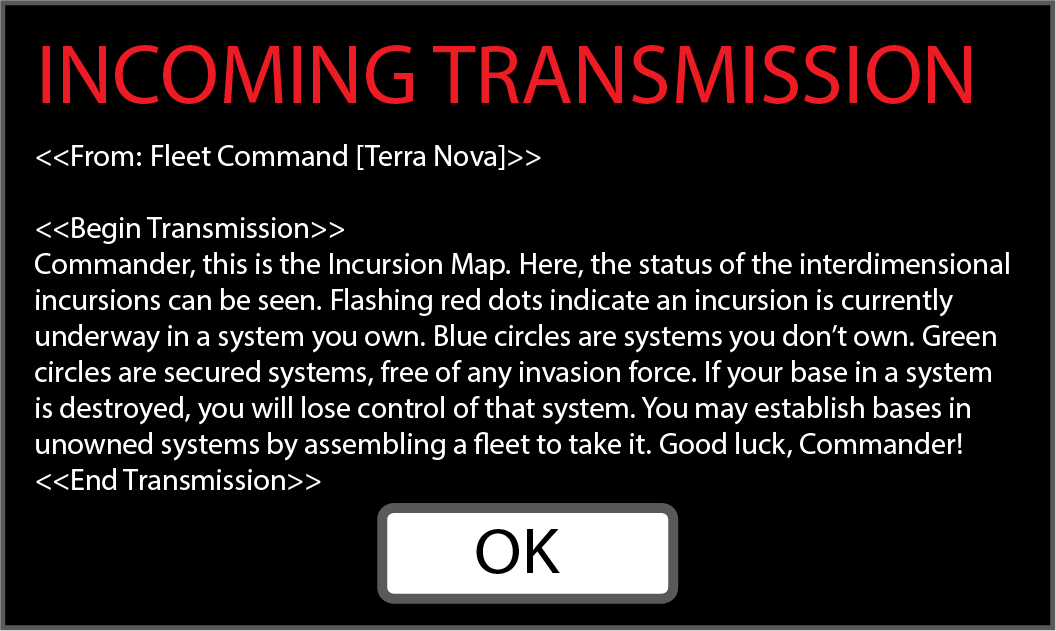 INCOMING TRANSMISSION
<<From: Fleet Command [Terra Nova]>>
<<Begin Transmission>>
Commander, this is the Incursion Map. Here, the status of the interdimensional
incursions can be seen. Flashing red dots indicate an incursion is currently
underway in a system you own. Blue circles are systems you don’t own. Green
circles are secured systems, free of any invasion force. If your base in a system
is destroyed, you will lose control of that system. You may establish bases in
unowned systems by assembling a fleet to take it. Good luck, Commander!
<<End Transmission>>
OK